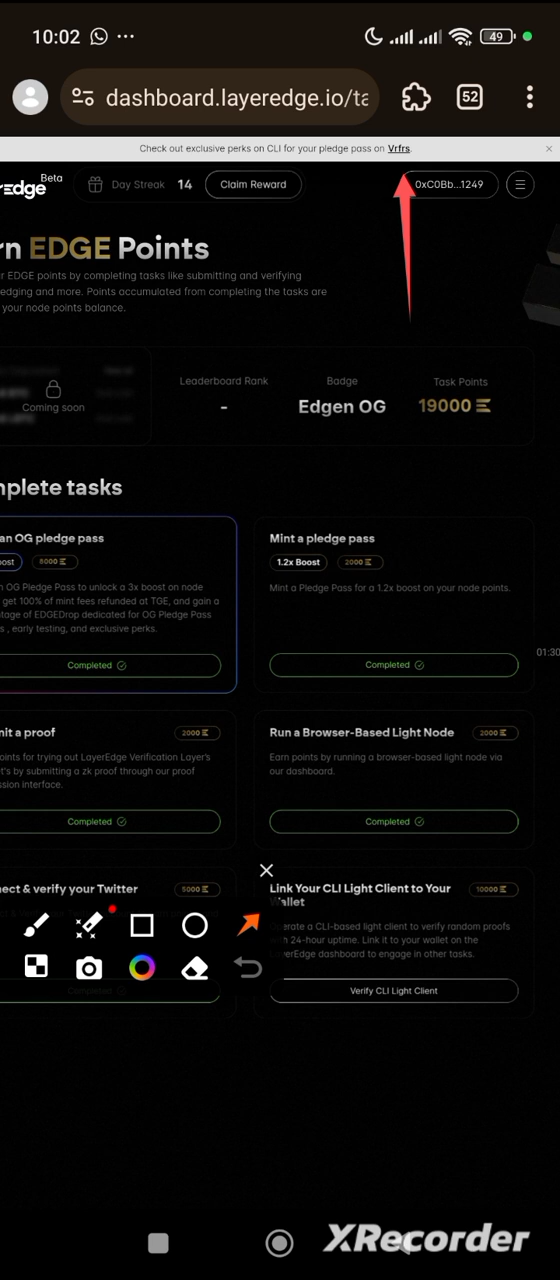 10:02
49
dashboard.layeredge.io/ta
52
Check out exclusive perks on CLI for your pledge pass on Vrfrs.
edge Beta
Day Streak 14 Claim Reward
0xC0Bb...1249
rn EDGE Points
r EDGE points by completing tasks like submitting and verifying
edging and more. Points accumulated from completing the tasks are
your node points balance.
Coming soon
Leaderboard Rank
-
Badge
Edgen OG
Task Points
19000
nplete tasks
an OG pledge pass
ost
n OG Pledge Pass to unlock a 3x boost on node
get 100% of mint fees refunded at TGE, and gain a
tage of EDGEDrop dedicated for OG Pledge Pass
s , early testing, and exclusive perks.
Completed
Mint a pledge pass
1.2x Boost 2000
Mint a Pledge Pass for a 1.2x boost on your node points.
Completed
01:30
nit a proof 2000
oints for trying out LayerEdge Verification Layer's
t's by submitting a zk proof through our proof
ssion interface.
Completed
Run a Browser-Based Light Node 2000
Earn points by running a browser-based light node via
our dashboard.
Completed
ect & verify your Twitter 5000
Completed
Link Your CLI Light Client to Your
Wallet
10000
erate a CLI-based light client to verify random proofs
24-hour uptime. Link it to your wallet on the
erEdge dashboard to engage in other tasks.
Verify CLI Light Client
XRecorder